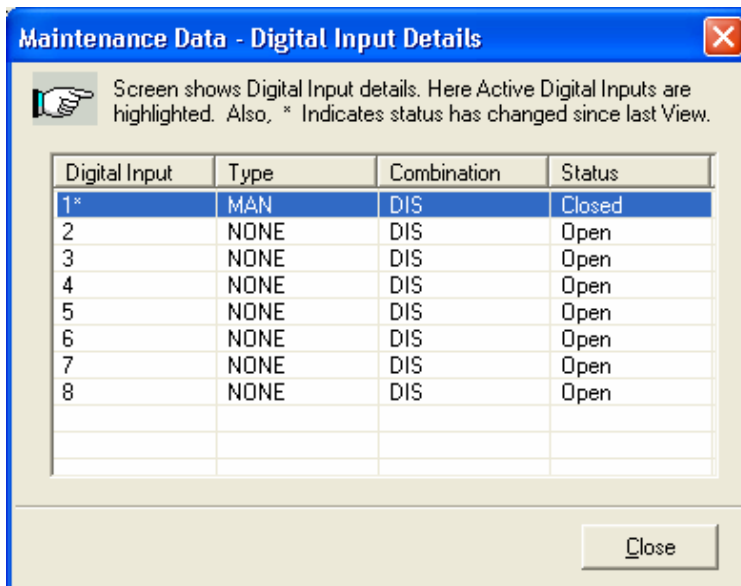 Maintenance Data - Digital Input Details
Screen shows Digital Input details. Here Active Digital Inputs are
highlighted. Also, * Indicates status has changed since last View.
Digital Input Type Combination Status
1* MAN DIS Closed
2 NONE DIS Open
3 NONE DIS Open
4 NONE DIS Open
5 NONE DIS Open
6 NONE DIS Open
7 NONE DIS Open
8 NONE DIS Open
Close